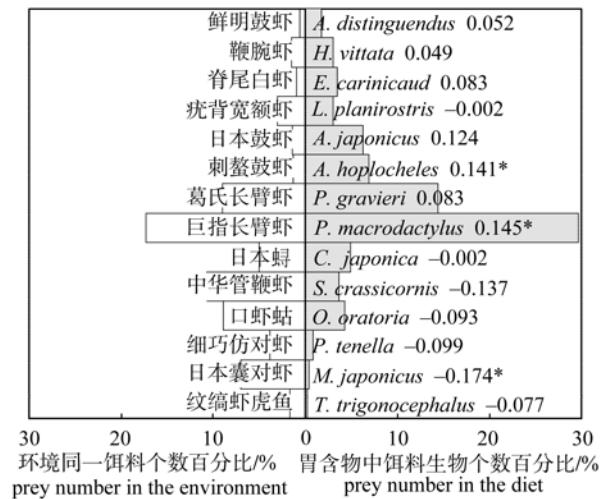 鲜明鼓虾 A. distinguendus 0.052
鞭腕虾 H. vittata 0.049
脊尾白虾 E. carinicaud 0.083
疣背宽额虾 L. planirostris –0.002
日本鼓虾 A. japonicus 0.124
刺螯鼓虾 A. hoplocheles 0.141*
葛氏长臂虾 P. gravieri 0.083
巨指长臂虾 P. macrodactylus 0.145*
日本蟳 C. japonica -0.002
中华管鞭虾 S. crassicornis –0.137
口虾蛄 O. oratoria –0.093
细巧仿对虾 P. tenella –0.099
日本囊对虾 M. japonicus –0.174*
纹缟虾虎鱼 T. trigonocephalus –0.077
30 20 10 0 10 20 30
环境同一饵料个数百分比/% 胃含物中饵料生物个数百分比/%
prey number in the environment prey number in the diet